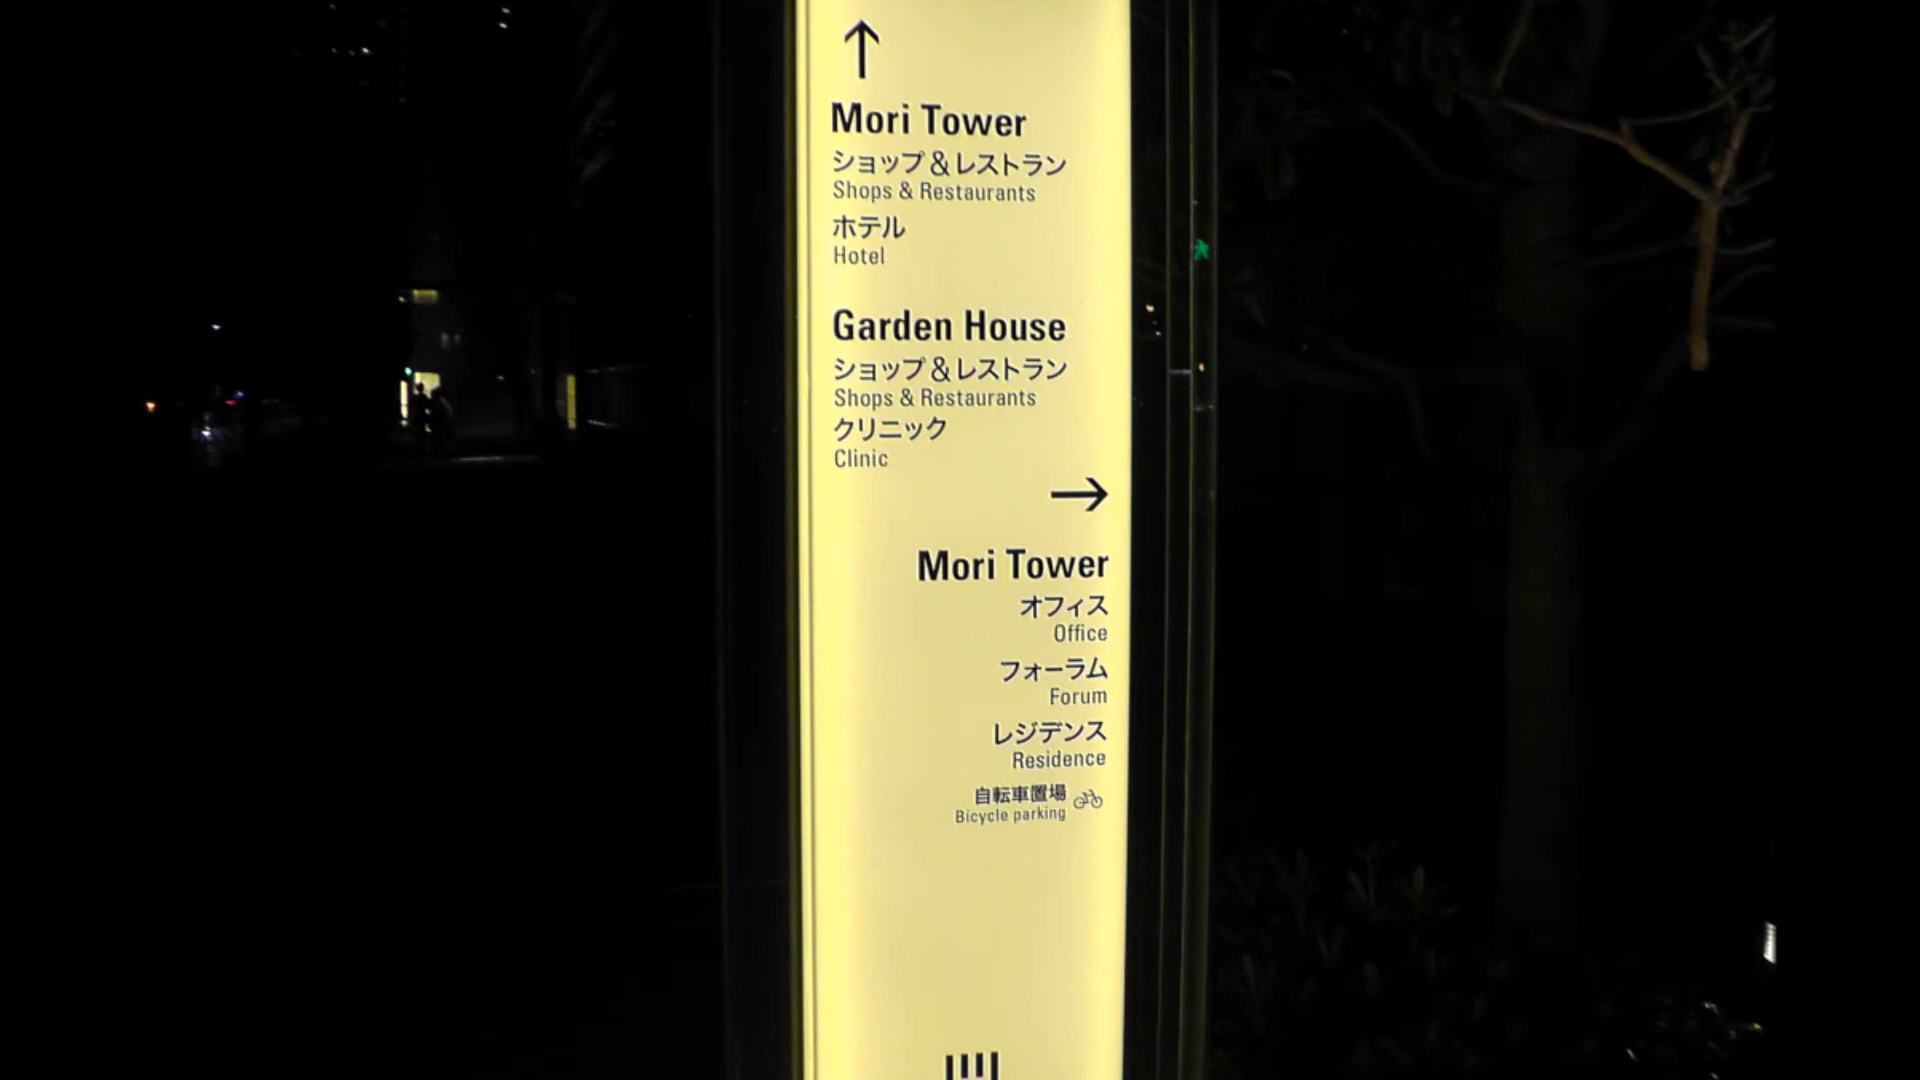 Mori Tower
ショップ＆レストラン
Shops & Restaurants
ホテル
Hotel
Garden House
ショップ＆レストラン
Shops & Restaurants
クリニック
Clinic
Mori Tower
オフィス
Office
フォーラム
Forum
レジデンス
Residence
自転車置場
Bicycle parking